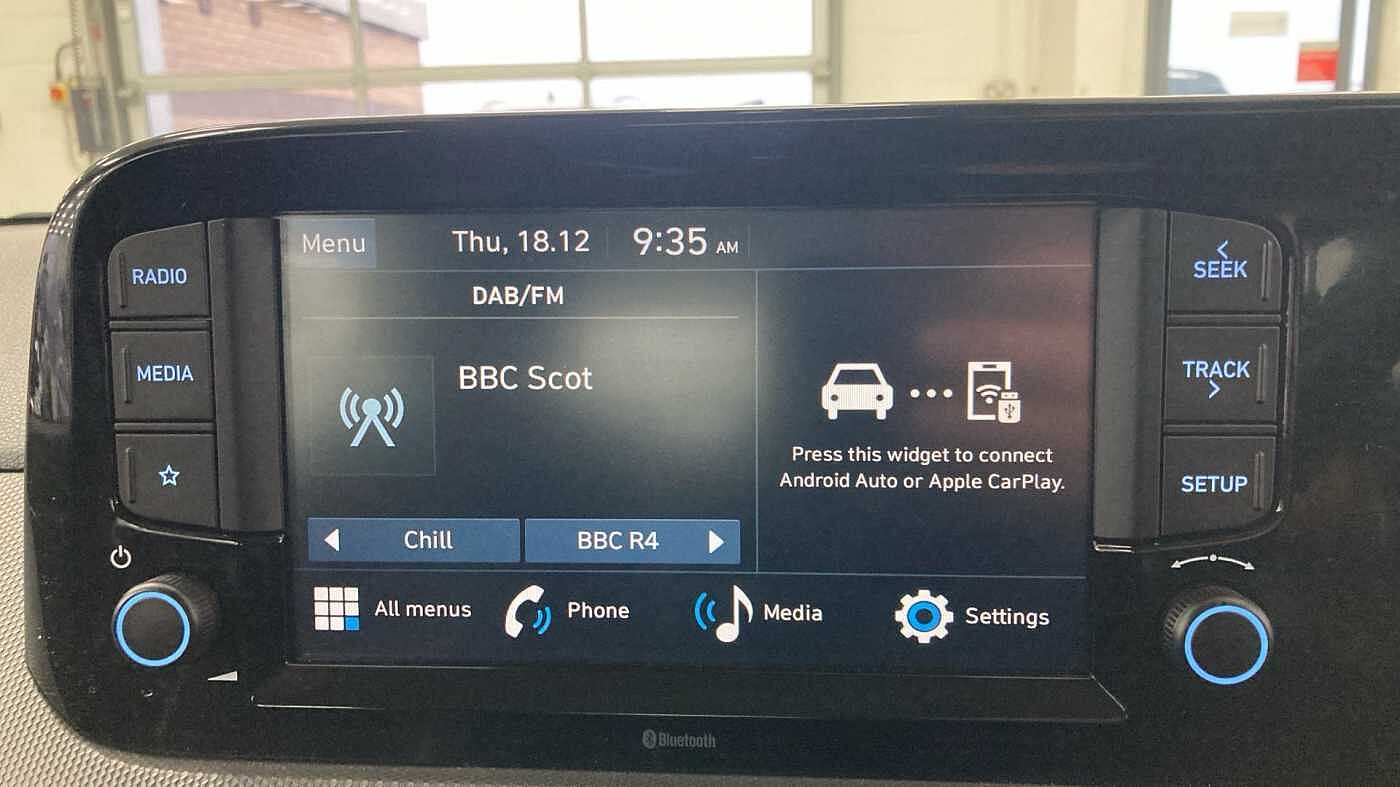 RADIO
MEDIA
Menu
Thu, 18.12
9:35 AM
DAB/FM
BBC Scot
Chill
BBC R4
Press this widget to connect
Android Auto or Apple CarPlay.
All menus
Phone
Media
Settings
SEEK
TRACK
SETUP
Bluetooth